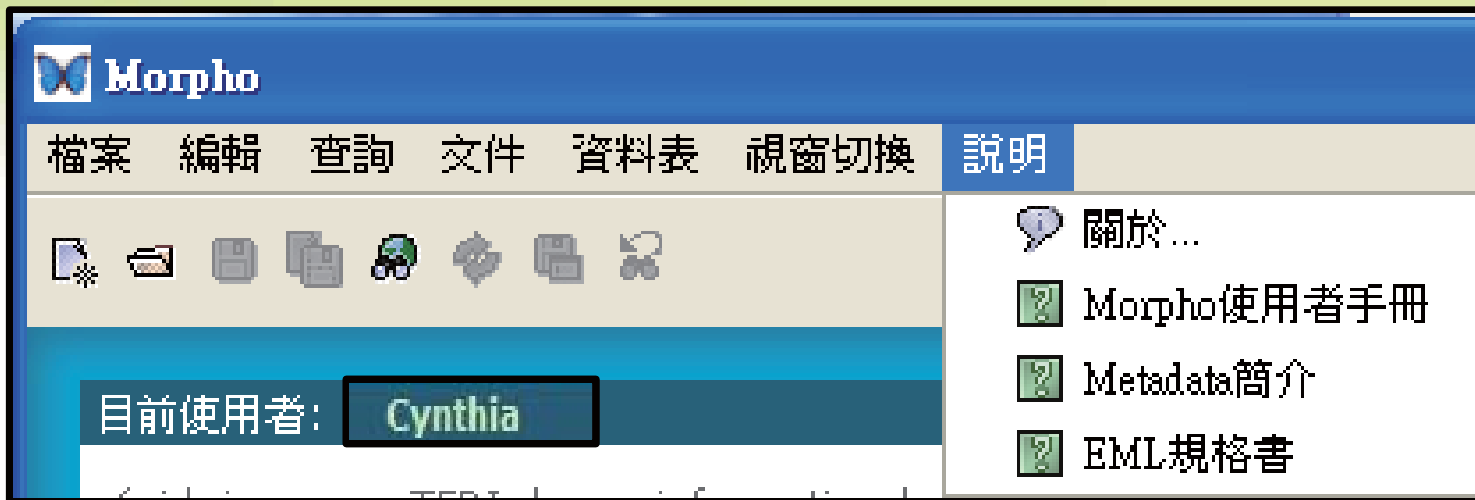 Morpho
檔案 編輯 查詢 文件 資料表 視窗切換 說明
關於...
Morpho使用者手冊
Metadata簡介
EML規格書
目前使用者: Cynthia